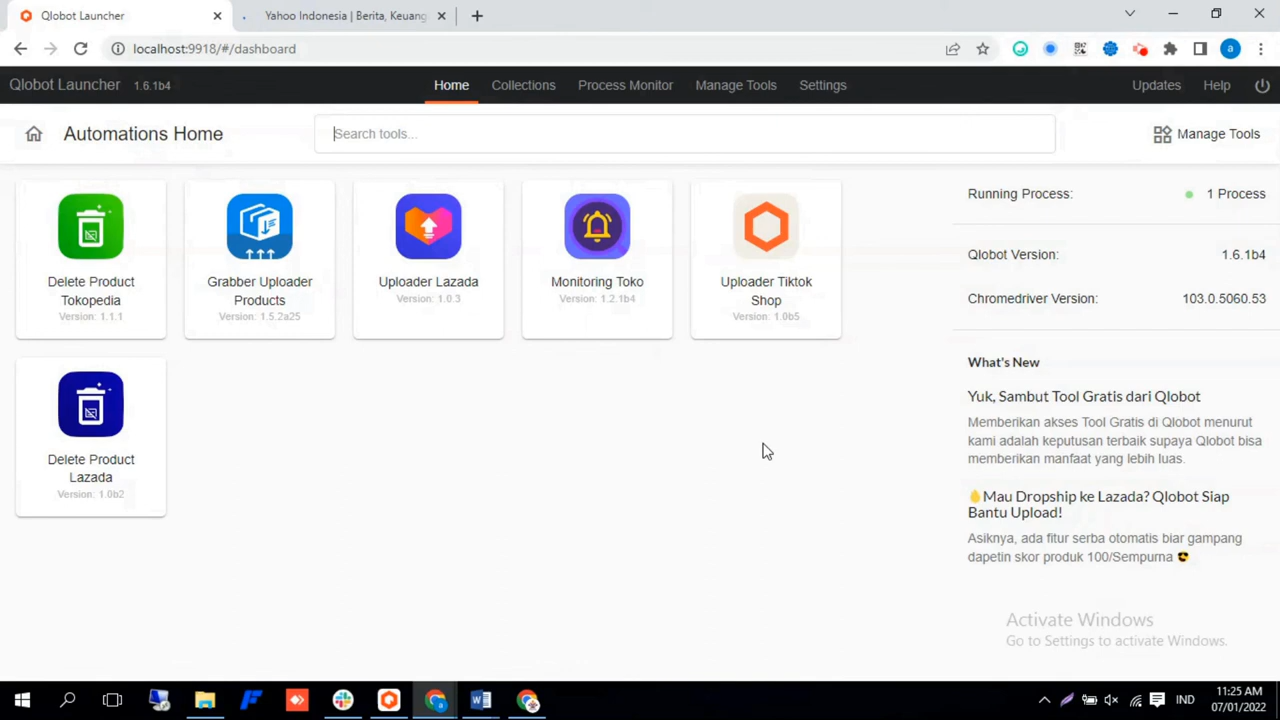 Qlobot Launcher
Yahoo Indonesia | Berita, Keuang
localhost:9918/#/dashboard
a
Qlobot Launcher 1.6.1b4
Home Collections Process Monitor Manage Tools Settings
Updates Help
Automations Home
Search tools...
Manage Tools
Delete Product
Tokopedia
Version: 1.1.1
Grabber Uploader
Products
Version: 1.5.2a25
Uploader Lazada
Version: 1.0.3
Monitoring Toko
Version: 1.2.1b4
Uploader Tiktok
Shop
Version: 1.0b5
Delete Product
Lazada
Version: 1.0b2
Running Process: 1 Process
Qlobot Version: 1.6.1b4
Chromedriver Version: 103.0.5060.53
What's New
Yuk, Sambut Tool Gratis dari Qlobot
Memberikan akses Tool Gratis di Qlobot menurut
kami adalah keputusan terbaik supaya Qlobot bisa
memberikan manfaat yang lebih luas.
Mau Dropship ke Lazada? Qlobot Siap
Bantu Upload!
Asiknya, ada fitur serba otomatis biar gampang
dapetin skor produk 100/Sempurna
Activate Windows
Go to Settings to activate Windows.
IND
11:25 AM
07/01/2022